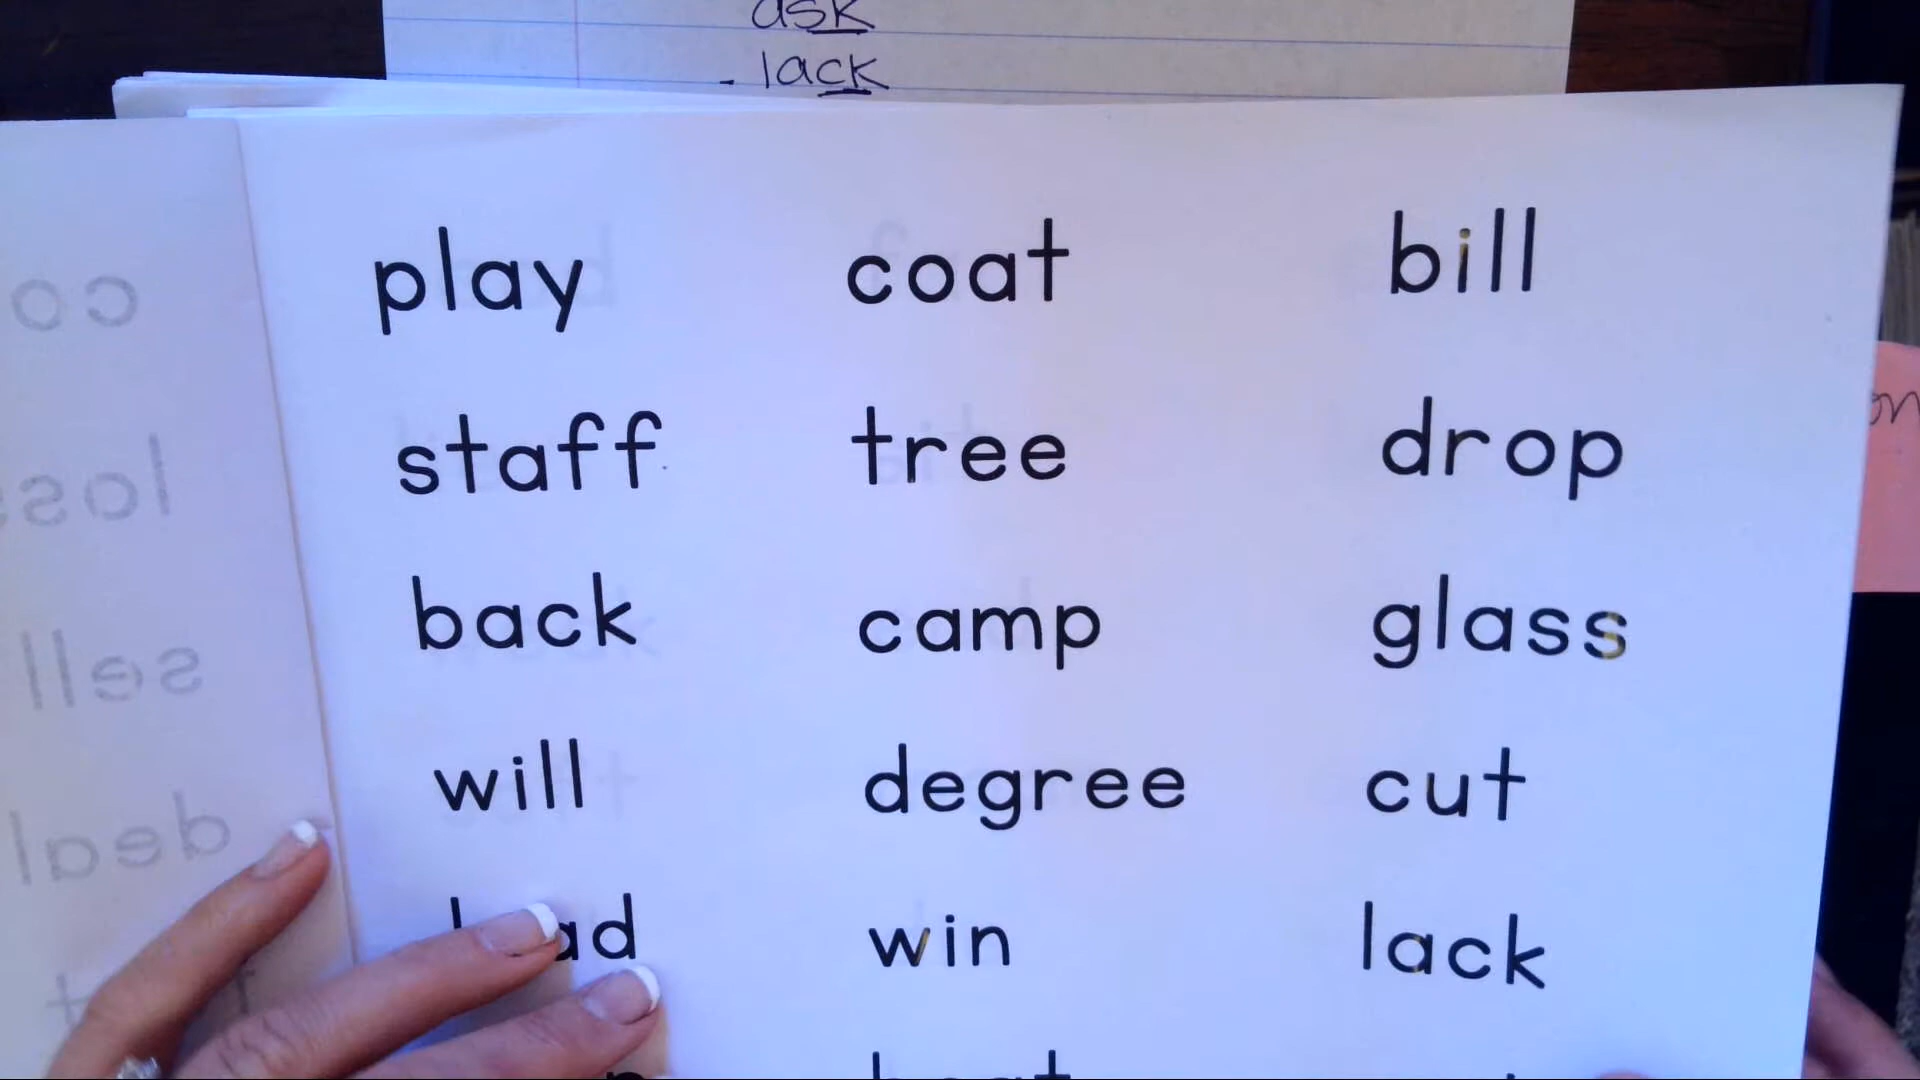 ask
- lack
play coat bill
staff tree drop
back camp glass
will degree cut
win lack